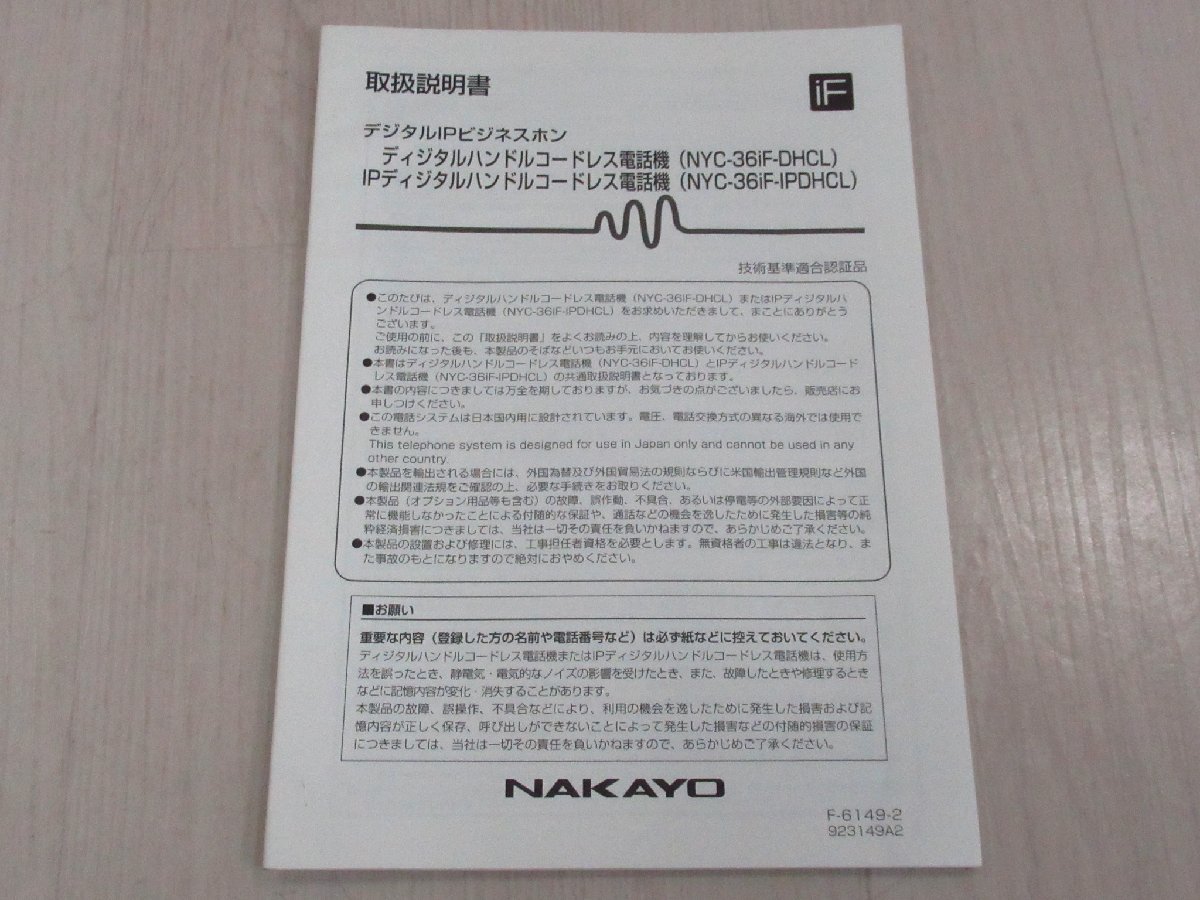 取扱説明書
iF
デジタルIPビジネスホン
ディジタルハンドルコードレス電話機（NYC-36iF-DHCL）
IPディジタルハンドルコードレス電話機（NYC-36iF-IPDHCL）
技術基準適合認証品
●このたびは、ディジタルハンドルコードレス電話機（NYC-36iF-DHCL）またはIPディジタルハ
ンドルコードレス電話機（NYC-36iF-IPDHCL）をお求めいただきまして、まことにありがとう
ございます。
ご使用の前に、この「取扱説明書」をよくお読みの上、内容を理解してからお使いください。
お読みになった後も、本製品のそばなどいつもお手元においてお使いください。
●本書はディジタルハンドルコードレス電話機（NYC-36iF-DHCL）とIPディジタルハンドルコード
レス電話機（NYC-36iF-IPDHCL）の共通取扱説明書となっております。
●本書の内容につきましては万全を期しておりますが、お気づきの点がございましたら、販売店にお
申しつけください。
●この電話システムは日本国内用に設計されています。電圧、電話交換方式の異なる海外では使用で
きません。
This telephone system is designed for use in Japan only and cannot be used in any
other country.
●本製品を輸出される場合には、外国為替及び外国貿易法の規則ならびに米国輸出管理規則など外国
の輸出関連法規をご確認の上、必要な手続きをお取りください。
●本製品（オプション用品等も含む）の故障、誤作動、不具合、あるいは停電等の外部要因によって正
常に機能しなかったことによる付随的な保証や、通話などの機会を逸したために発生した損害等の純
粋経済損害につきましては、当社は一切その責任を負いかねますので、あらかじめご了承ください。
●本製品の設置および修理には、工事担任者資格を必要とします。無資格者の工事は違法となり、ま
た事故のもとになりますので絶対におやめください。
■お願い
重要な内容（登録した方の名前や電話番号など）は必ず紙などに控えておいてください。
ディジタルハンドルコードレス電話機またはIPディジタルハンドルコードレス電話機は、使用方
法を誤ったとき、静電気・電気的なノイズの影響を受けたとき、また、故障したときや修理するとき
などに記憶内容が変化・消失することがあります。
本製品の故障、誤操作、不具合などにより、利用の機会を逸したために発生した損害および記
憶内容が正しく保存、呼び出しができないことによって発生した損害などの付随的損害の保証
につきましては、当社は一切その責任を負いかねますので、あらかじめご了承ください。
NAKAYO
F-6149-2
923149A2